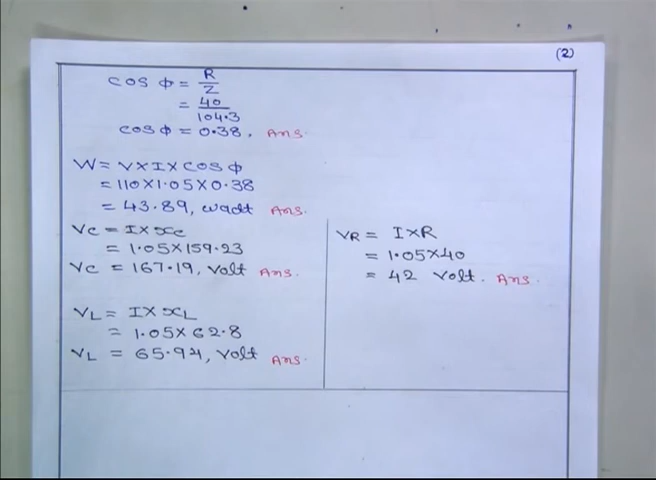 (2)
cos Φ = R/Z
= 40/104.3
cos Φ = 0.38, Ans.
W = V×I×cos Φ
= 110×1.05×0.38
= 43.89, wadt Ans.
Vc = I×xc
= 1.05×159.23
Vc = 167.19, Volt Ans.
VL = I×xL
= 1.05×62.8
VL = 65.94, Volt Ans.
VR = I×R
= 1.05×40
= 42 Volt. Ans.